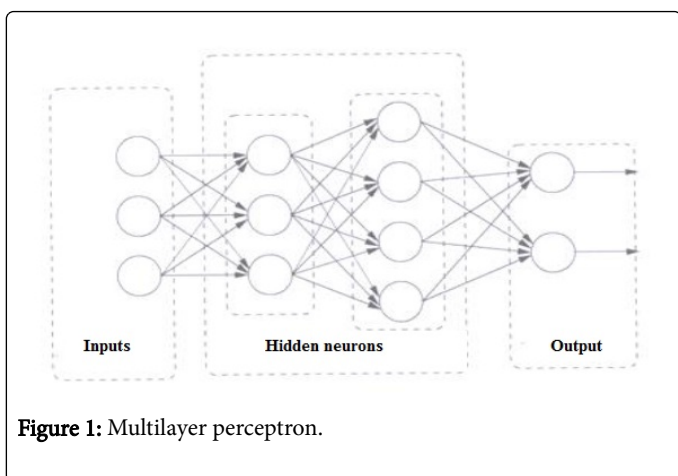 Inputs Hidden neurons Output
Figure 1: Multilayer perceptron.